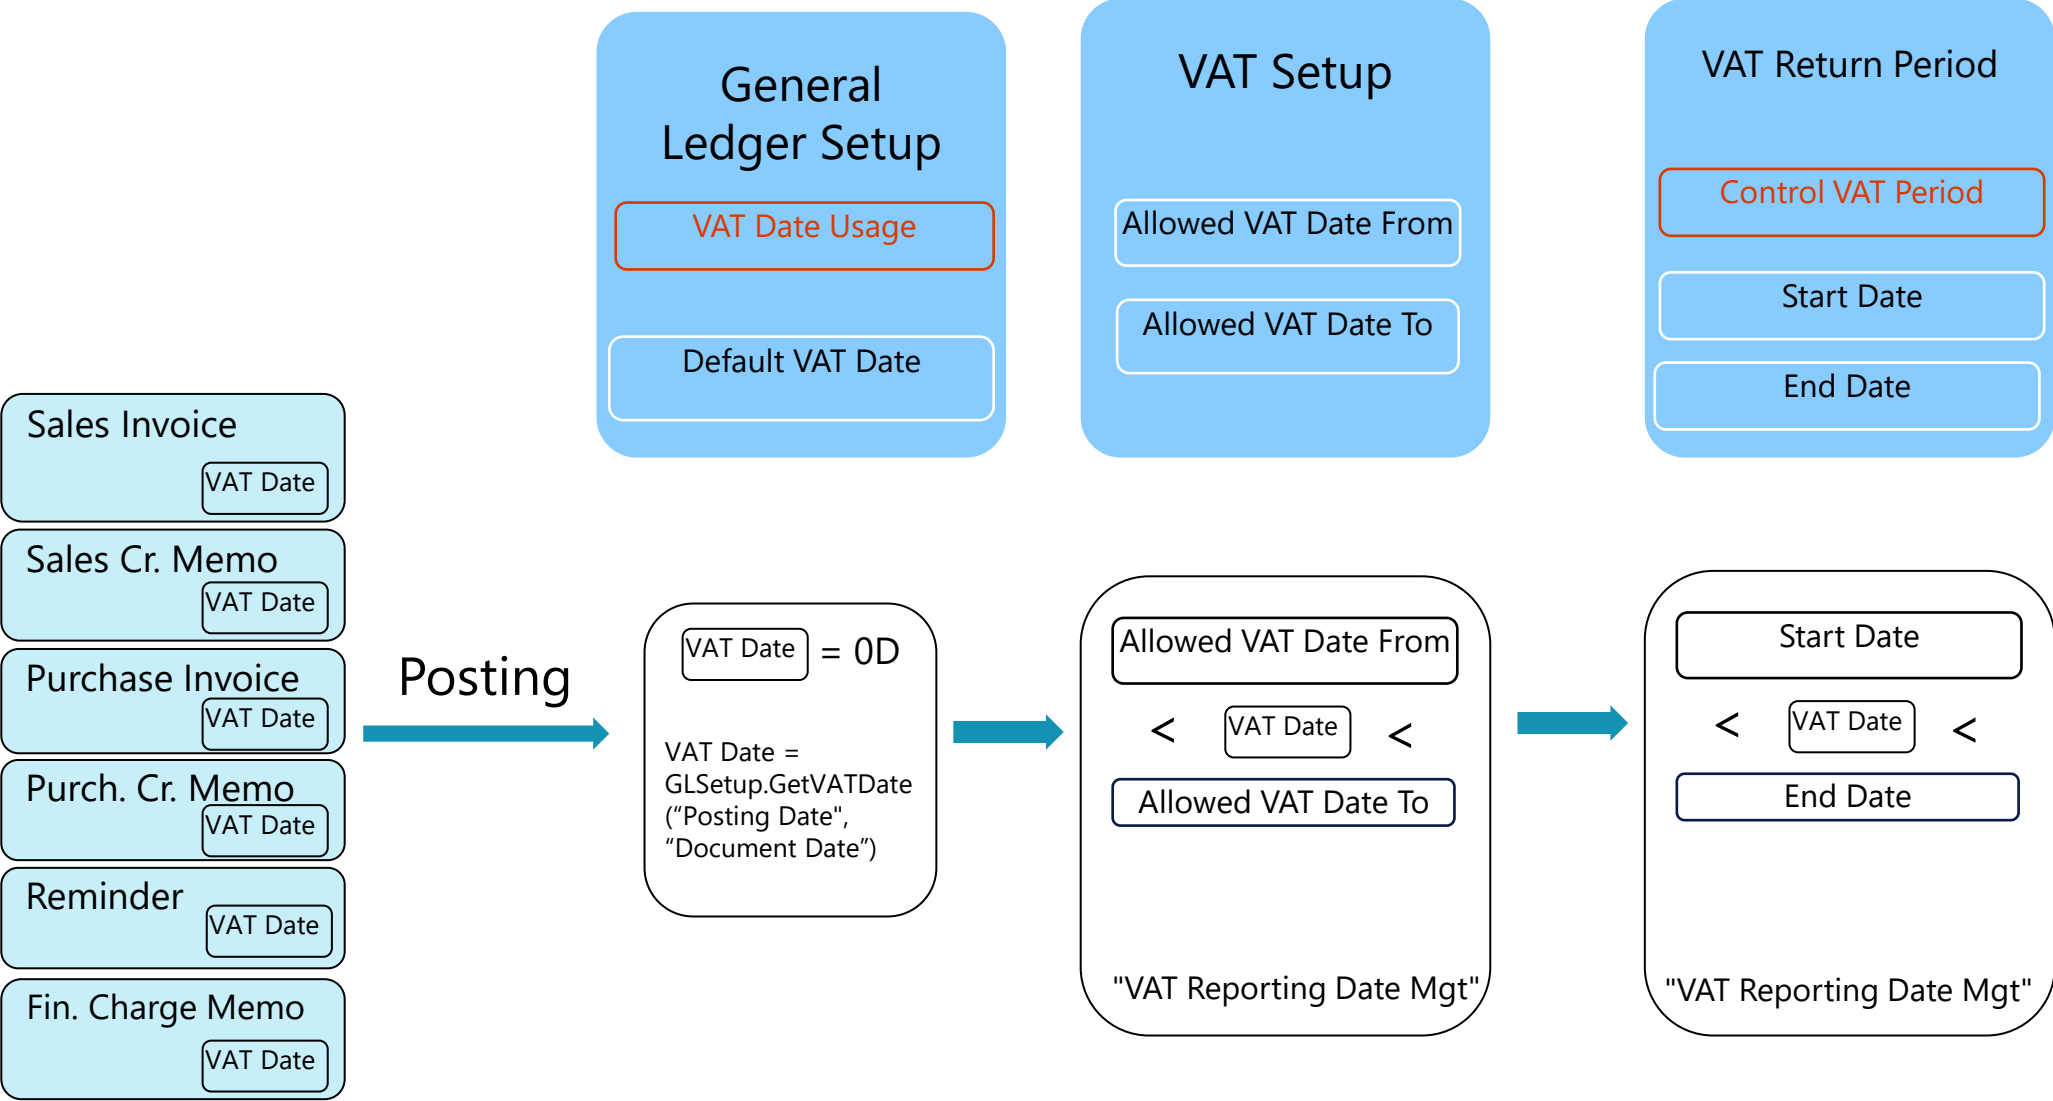 General
Ledger Setup
VAT Date Usage
Default VAT Date
VAT Setup
Allowed VAT Date From
Allowed VAT Date To
VAT Return Period
Control VAT Period
Start Date
End Date
Sales Invoice
VAT Date
Sales Cr. Memo
VAT Date
Purchase Invoice
VAT Date
Purch. Cr. Memo
VAT Date
Reminder
VAT Date
Fin. Charge Memo
VAT Date
Posting
VAT Date = 0D
VAT Date =
GLSetup.GetVATDate
(“Posting Date",
“Document Date”)
Allowed VAT Date From
< VAT Date <
Allowed VAT Date To
"VAT Reporting Date Mgt"
Start Date
< VAT Date <
End Date
"VAT Reporting Date Mgt"